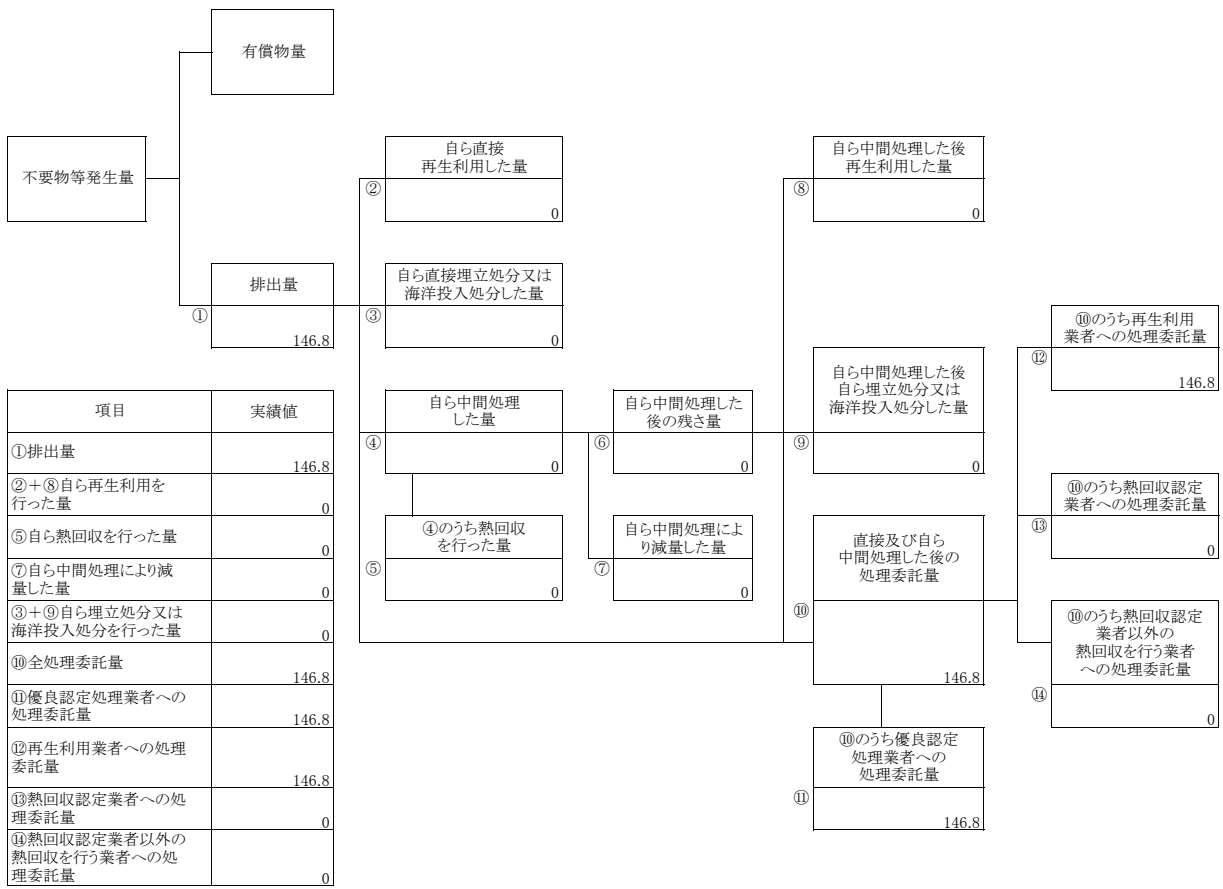 有償物量
不要物等発生量
排出量
①
146.8
自ら直接
再生利用した量
②
0
自ら直接埋立処分又は
海洋投入処分した量
③
0
自ら中間処理
した量
④
0
④のうち熱回収
を行った量
⑤
0
自ら中間処理した
後の残さ量
⑥
0
自ら中間処理によ
り減量した量
⑦
0
自ら中間処理した後
再生利用した量
⑧
0
自ら中間処理した後
自ら埋立処分又は
海洋投入処分した量
⑨
0
直接及び自ら
中間処理した後の
処理委託量
⑩
146.8
⑩のうち優良認定
処理業者への
処理委託量
⑪
146.8
⑩のうち再生利用
業者への処理委託量
⑫
146.8
⑩のうち熱回収認定
業者への処理委託量
⑬
0
⑩のうち熱回収認定
業者以外の
熱回収を行う業者
への処理委託量
⑭
0
項目 実績値
①排出量
146.8
②＋⑧自ら再生利用を
行った量
0
⑤自ら熱回収を行った量
0
⑦自ら中間処理により減
量した量
0
③＋⑨自ら埋立処分又は
海洋投入処分を行った量
0
⑩全処理委託量
146.8
⑪優良認定処理業者への
処理委託量
146.8
⑫再生利用業者への処理
委託量
146.8
⑬熱回収認定業者への処
理委託量
0
⑭熱回収認定業者以外の
熱回収を行う業者への処
理委託量
0